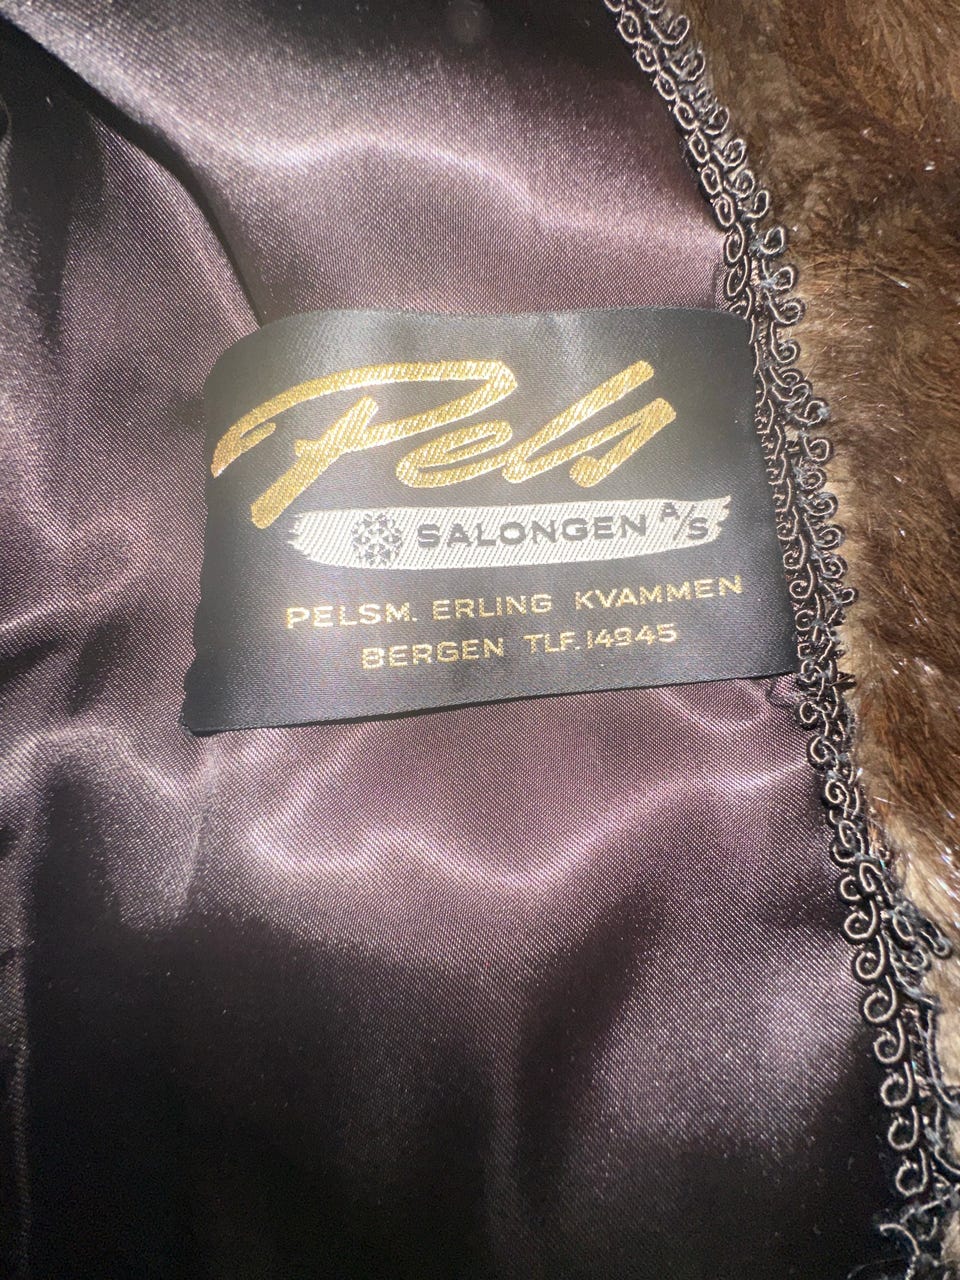 Pels
SALONGEN A/S
PELSM. ERLING KVAMMEN
BERGEN TLF. 14945